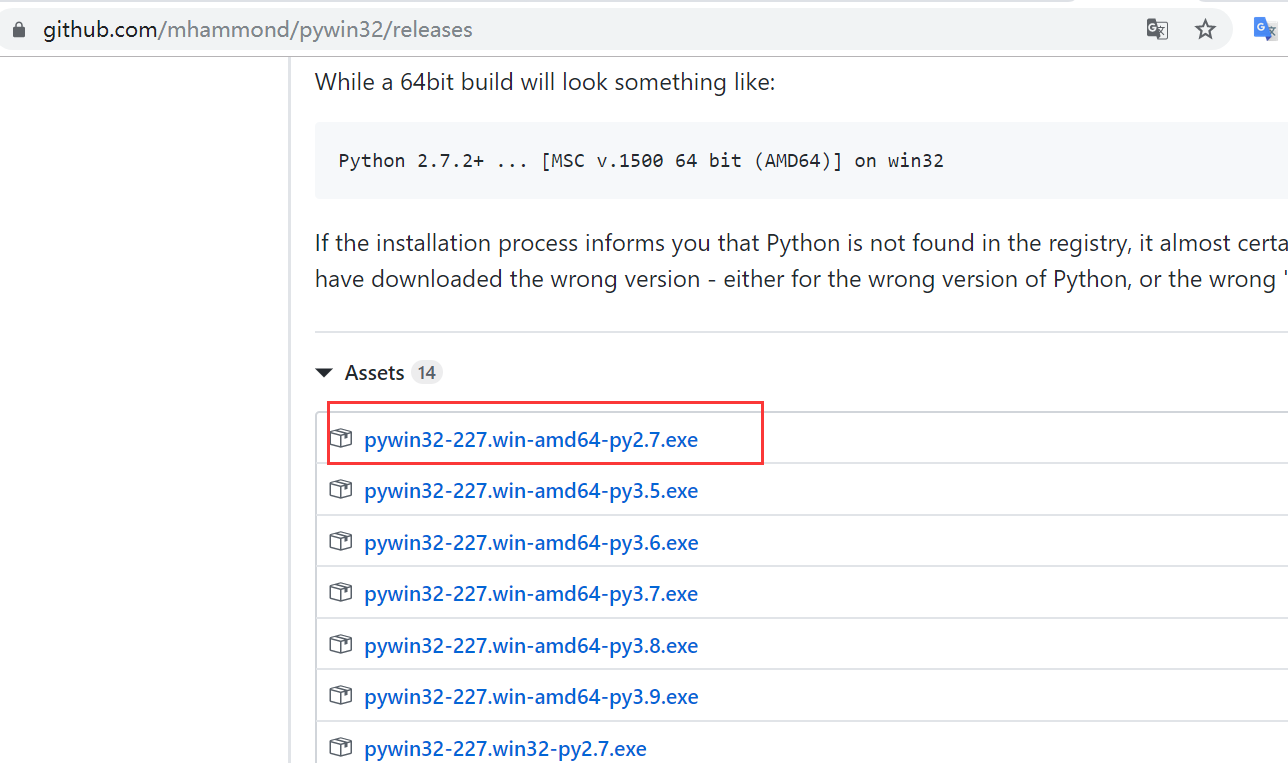 github.com/mhammond/pywin32/releases
While a 64bit build will look something like:
Python 2.7.2+ ... [MSC v.1500 64 bit (AMD64)] on win32
If the installation process informs you that Python is not found in the registry, it almost certa
have downloaded the wrong version - either for the wrong version of Python, or the wrong "
Assets 14
pywin32-227.win-amd64-py2.7.exe
pywin32-227.win-amd64-py3.5.exe
pywin32-227.win-amd64-py3.6.exe
pywin32-227.win-amd64-py3.7.exe
pywin32-227.win-amd64-py3.8.exe
pywin32-227.win-amd64-py3.9.exe
pywin32-227.win32-py2.7.exe